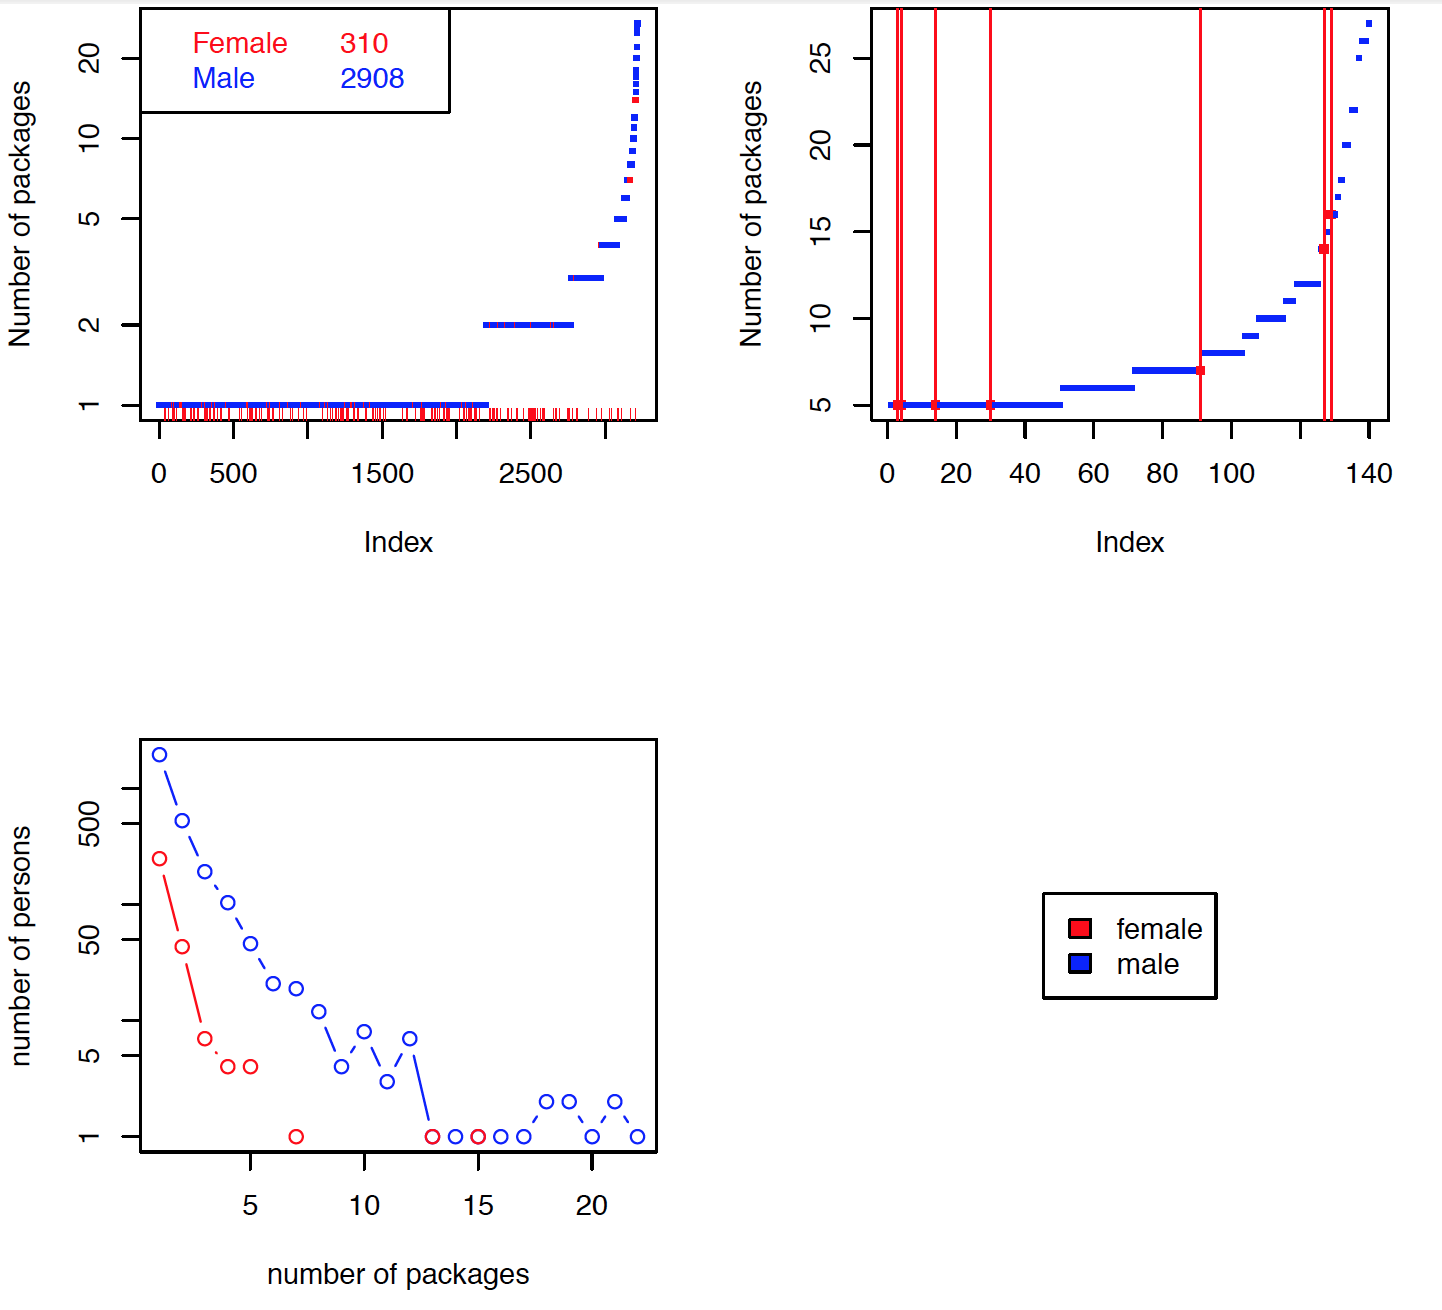 Female 310
Male 2908
Number of packages
20
10
5
2
1
0 500 1500 2500
Index
Number of packages
25
20
15
10
5
0 20 40 60 80 100 140
Index
number of persons
500
50
5
1
5 10 15 20
number of packages
female
male